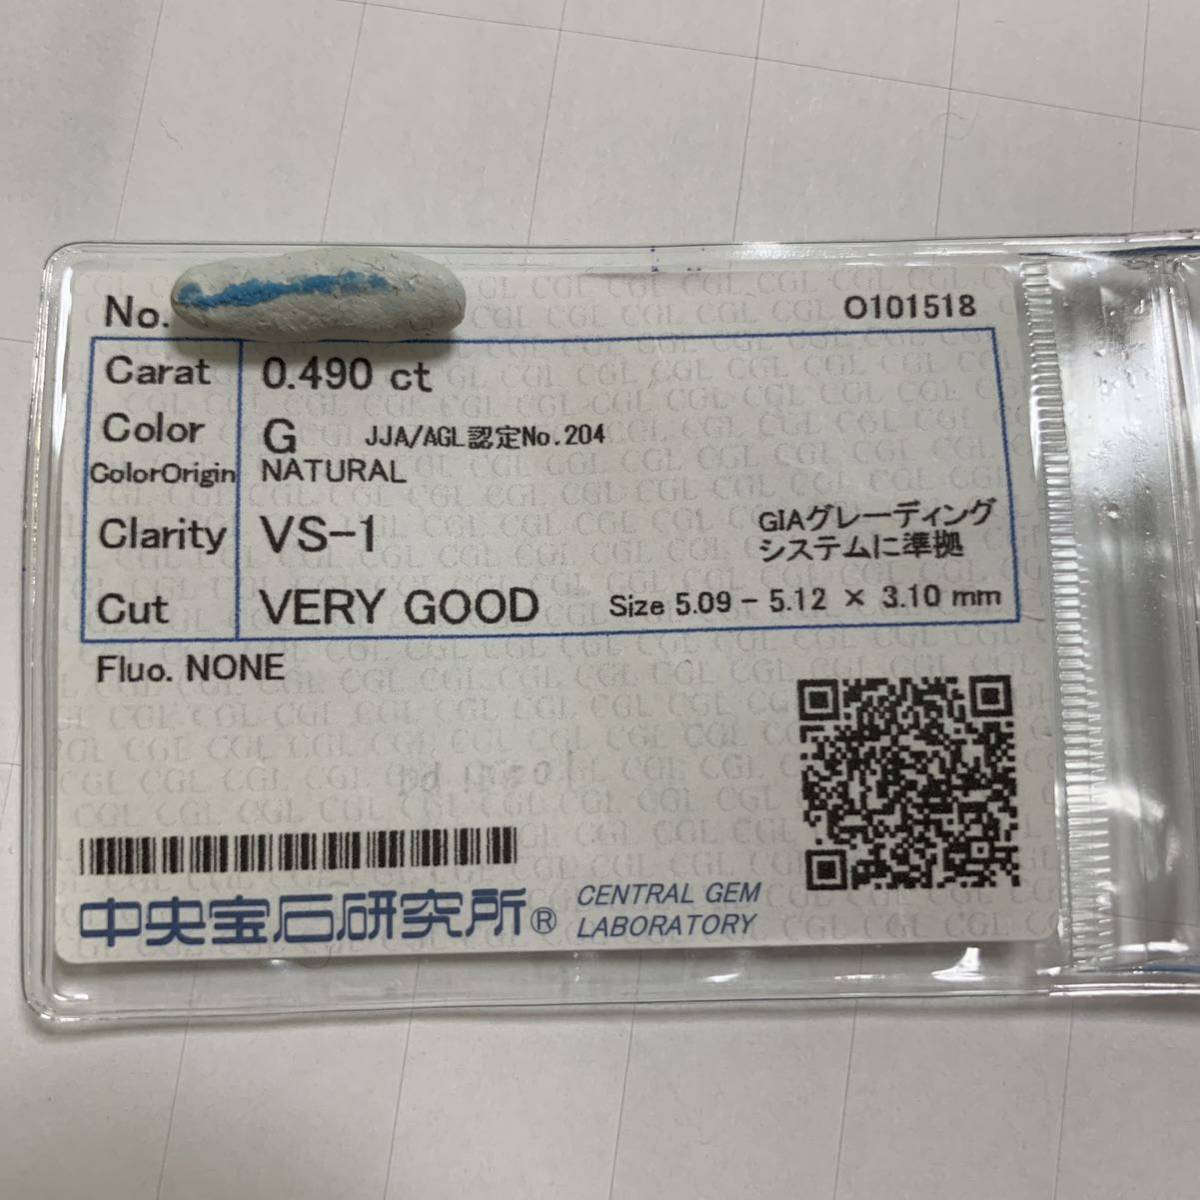 No. O101518
Carat 0.490 ct
Color G JJA/AGL認定No.204
ColorOrigin NATURAL
Clarity VS-1 GIAグレーディング
システムに準拠
Cut VERY GOOD Size 5.09 - 5.12 × 3.10 mm
Fluo. NONE
中央宝石研究所® CENTRAL GEM
LABORATORY